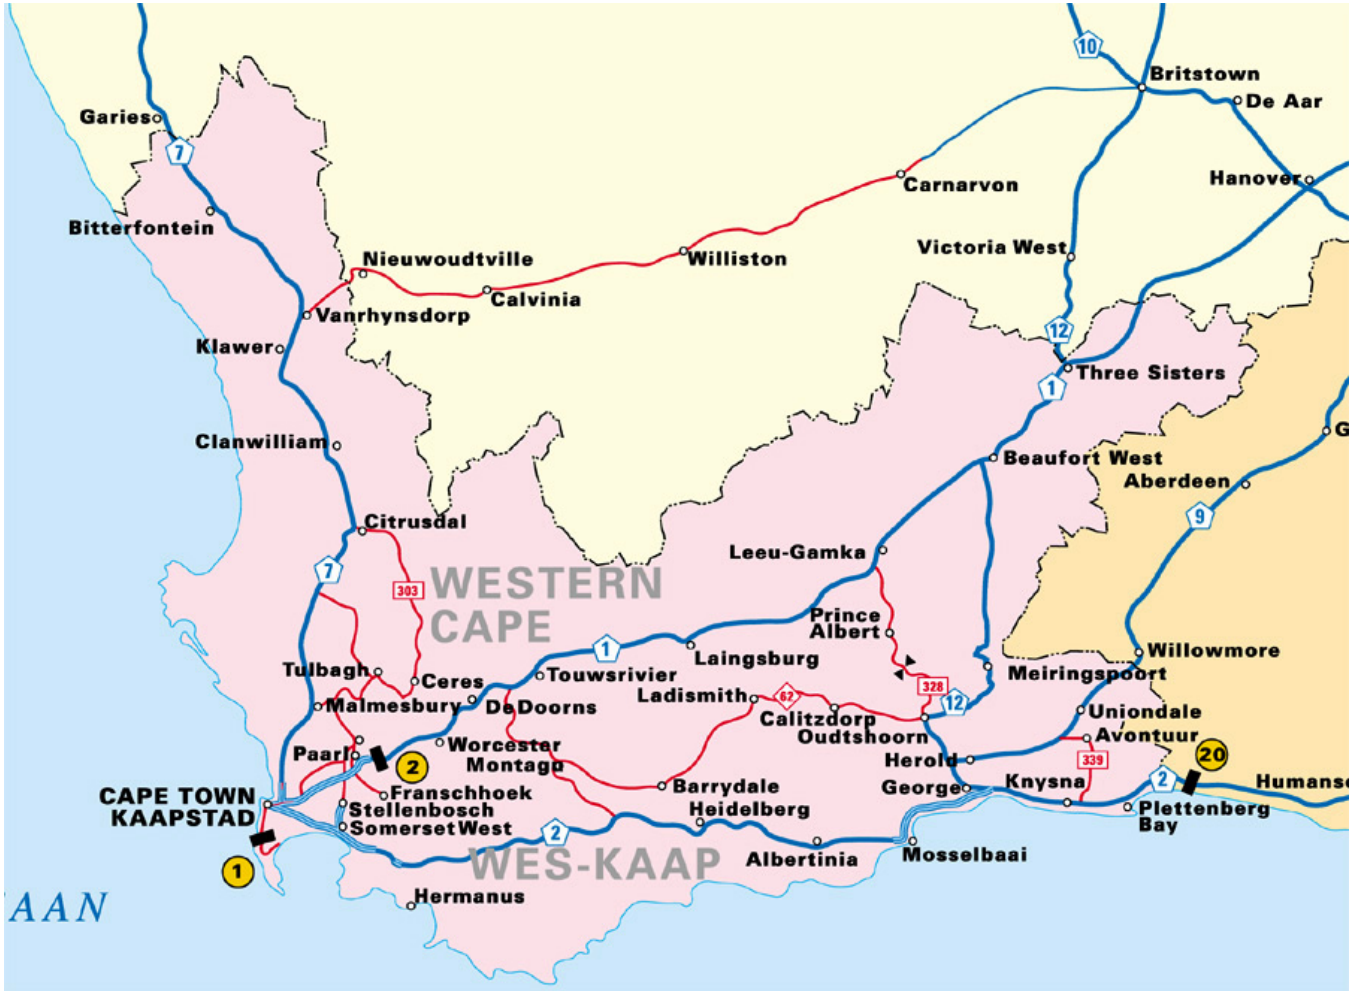 10
Britstown
De Aar
Garies
7
Hanover
Carnarvon
Bitterfontein
Victoria West
Nieuwoudtville
Williston
Calvinia
Vanrhynsdorp
12
Klawer
Three Sisters
1
Clanwilliam
G
Beaufort West
Aberdeen
9
Citrusdal
Leeu-Gamka
7
303
WESTERN
CAPE
Prince
Albert
1
Laingsburg
Willowmore
Tulbagh
Ceres
Touwsrivier
Meiringspoort
328
Ladismith
62
12
Malmesbury
De Doorns
Calitzdorp
Oudtshoorn
Uniondale
Avontuur
Paarl
Worcester
Montagu
2
Herold
339
20
2
CAPE TOWN
KAAPSTAD
Franschhoek
Barrydale
George
Knysna
Humans
Stellenbosch
Somerset West
Heidelberg
Plettenberg
Bay
2
1
WES-KAAP
Albertinia
Mosselbaai
Hermanus
AAN